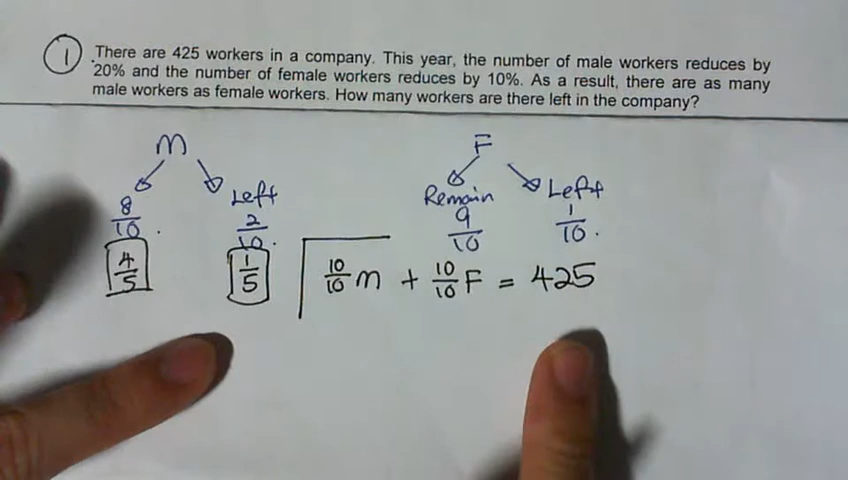 1 There are 425 workers in a company. This year, the number of male workers reduces by
20% and the number of female workers reduces by 10%. As a result, there are as many
male workers as female workers. How many workers are there left in the company?
M F
Left Remain Left
8/10 2/10 9/10 1/10
4/5 1/5 10/10 M + 10/10 F = 425